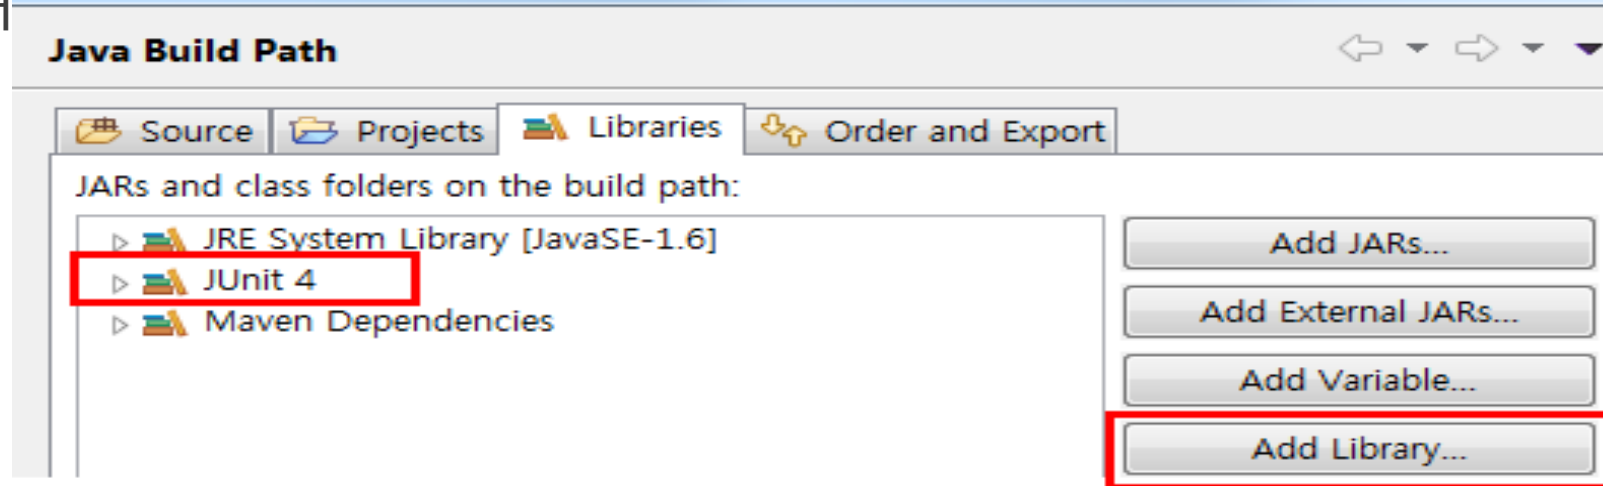 Java Build Path
Source Projects Libraries Order and Export
JARs and class folders on the build path:
JRE System Library [JavaSE-1.6]
JUnit 4
Maven Dependencies
Add JARs...
Add External JARs...
Add Variable...
Add Library...